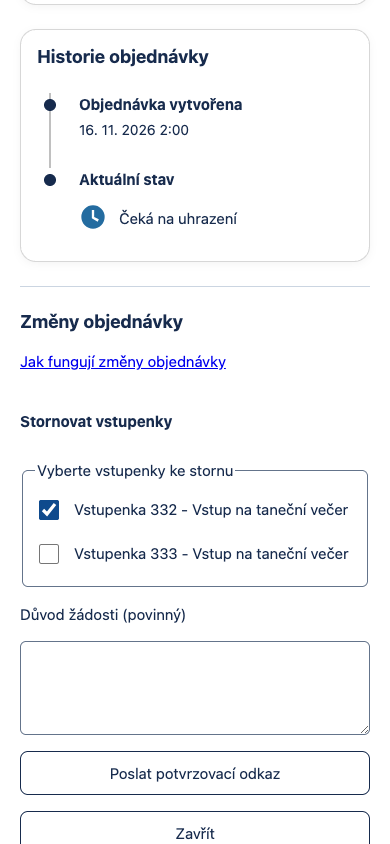 Historie objednávky
Objednávka vytvořena
16. 11. 2026 2:00
Aktuální stav
Čeká na uhrazení
Změny objednávky
Jak fungují změny objednávky
Stornovat vstupenky
Vyberte vstupenky ke stornu
Vstupenka 332 - Vstup na taneční večer
Vstupenka 333 - Vstup na taneční večer
Důvod žádosti (povinný)
Poslat potvrzovací odkaz
Zavřít